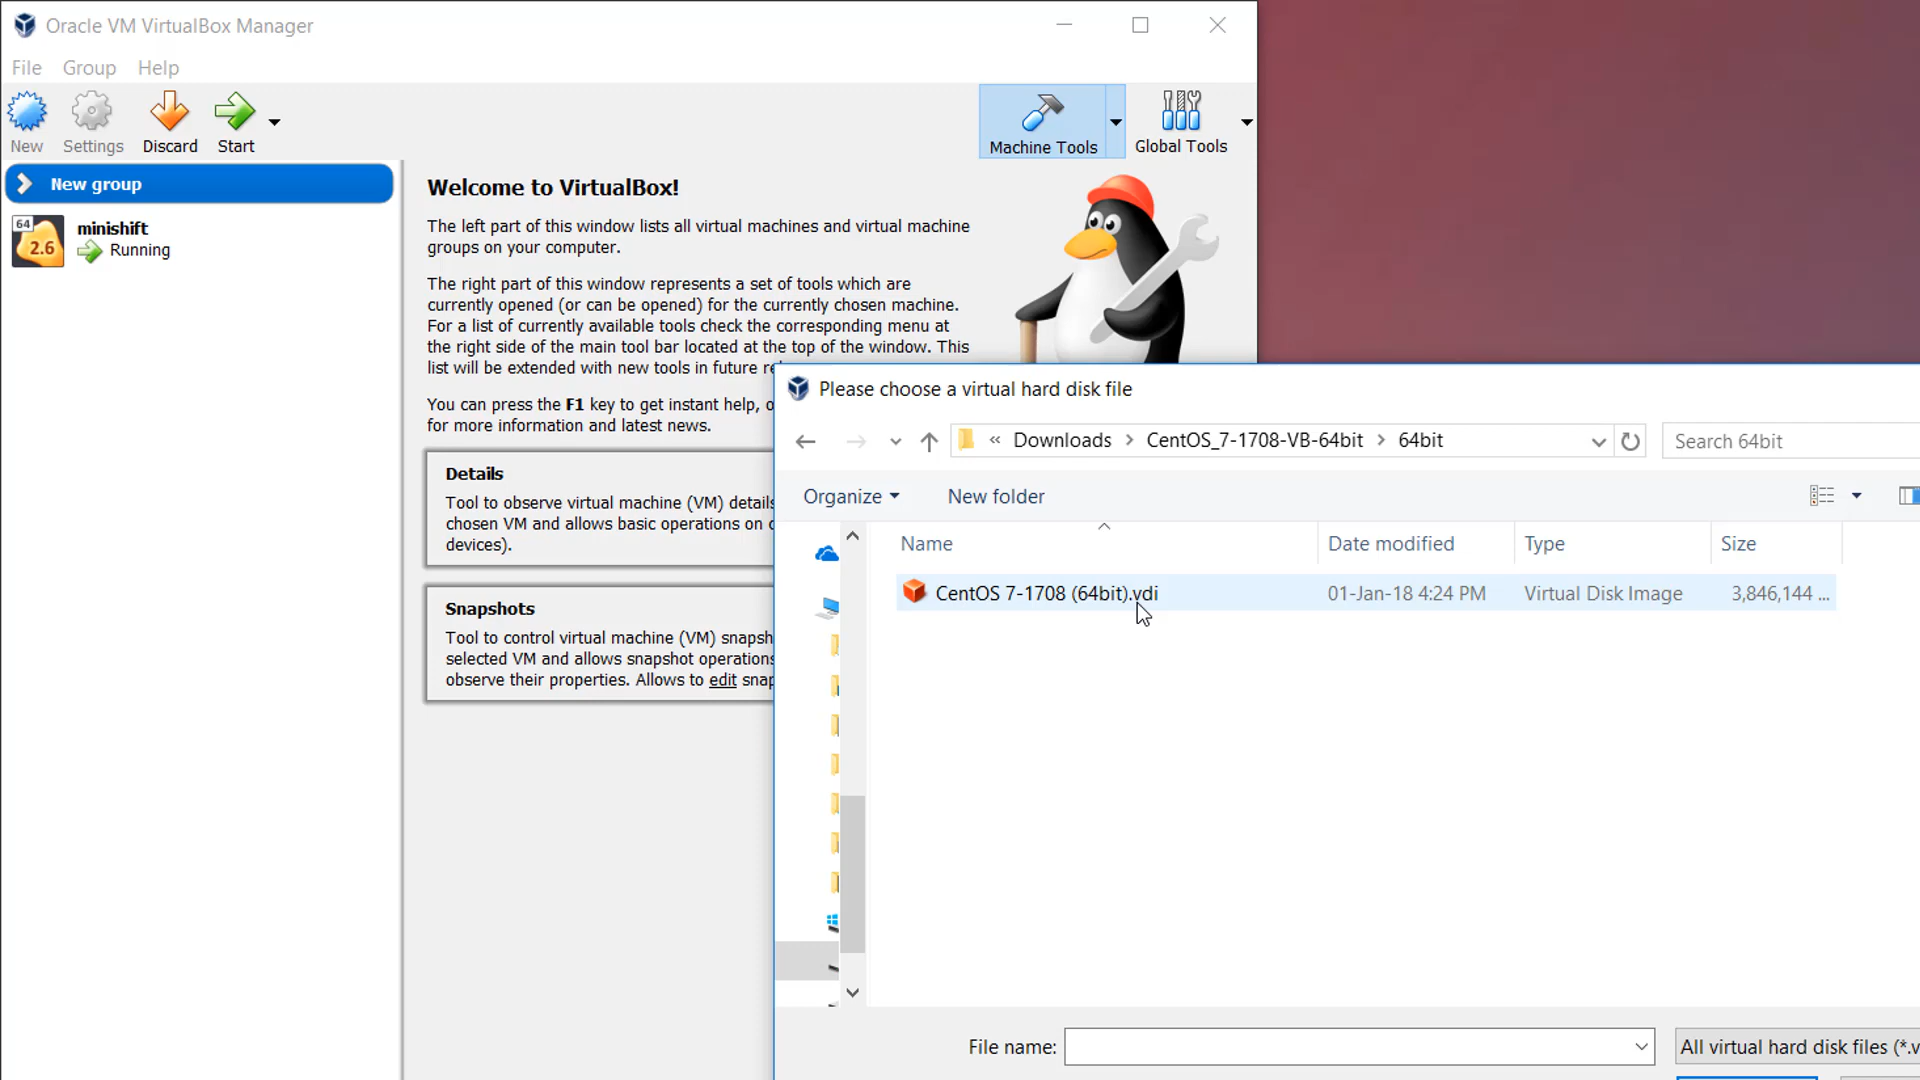 Oracle VM VirtualBox Manager
File Group Help
New Settings Discard Start Machine Tools Global Tools
New group
64
2.6
minishift
Running
Welcome to VirtualBox!
The left part of this window lists all virtual machines and virtual machine
groups on your computer.
The right part of this window represents a set of tools which are
currently opened (or can be opened) for the currently chosen machine.
For a list of currently available tools check the corresponding menu at
the right side of the main tool bar located at the top of the window. This
list will be extended with new tools in future re
You can press the F1 key to get instant help, o
for more information and latest news.
Details
Tool to observe virtual machine (VM) details
chosen VM and allows basic operations on
devices).
Snapshots
Tool to control virtual machine (VM) snapsh
selected VM and allows snapshot operations
observe their properties. Allows to edit snap
Please choose a virtual hard disk file
« Downloads > CentOS_7-1708-VB-64bit > 64bit
Search 64bit
Organize New folder
Name Date modified Type Size
CentOS 7-1708 (64bit).vdi 01-Jan-18 4:24 PM Virtual Disk Image 3,846,144 ...
File name:
All virtual hard disk files (*.v